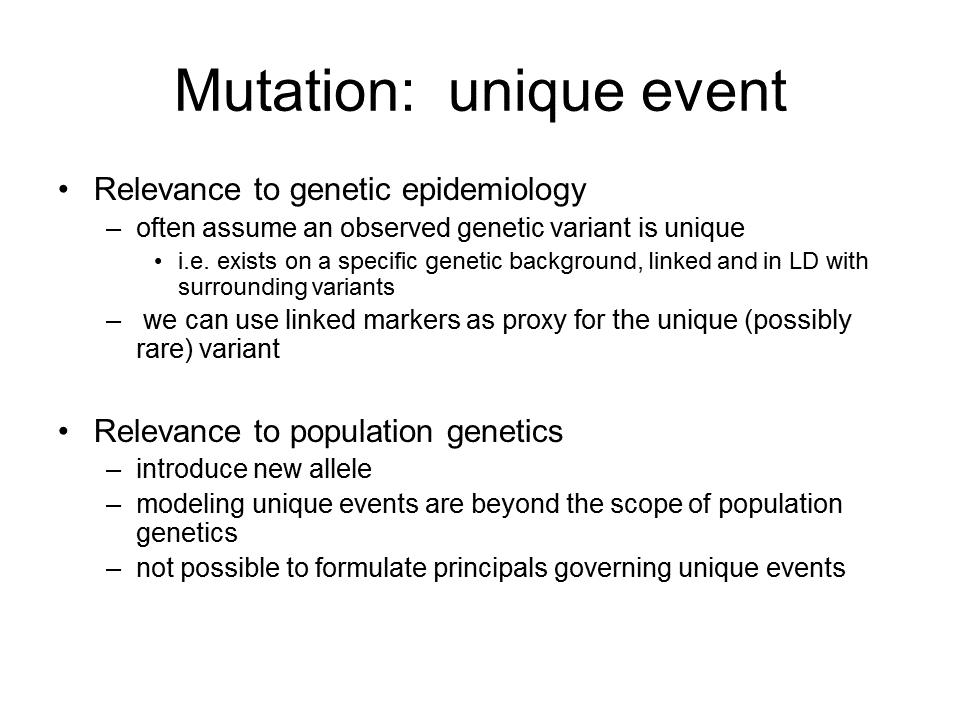 Mutation:  unique event
• Relevance to genetic epidemiology
– often assume an observed genetic variant is unique
• i.e. exists on a specific genetic background, linked and in LD with
surrounding variants
–  we can use linked markers as proxy for the unique (possibly
rare) variant
• Relevance to population genetics
– introduce new allele
– modeling unique events are beyond the scope of population
genetics
– not possible to formulate principals governing unique events